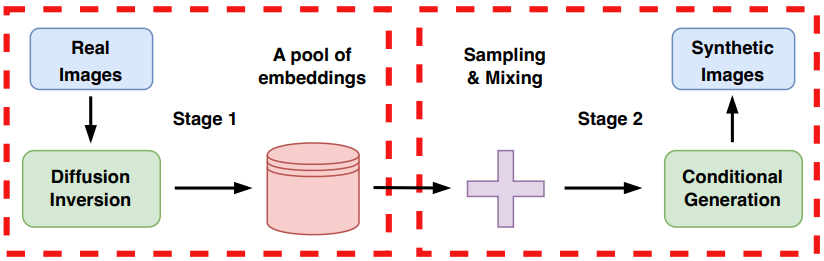 Real
Images
Diffusion
Inversion
Stage 1
A pool of
embeddings
Sampling
& Mixing
Stage 2
Synthetic
Images
Conditional
Generation